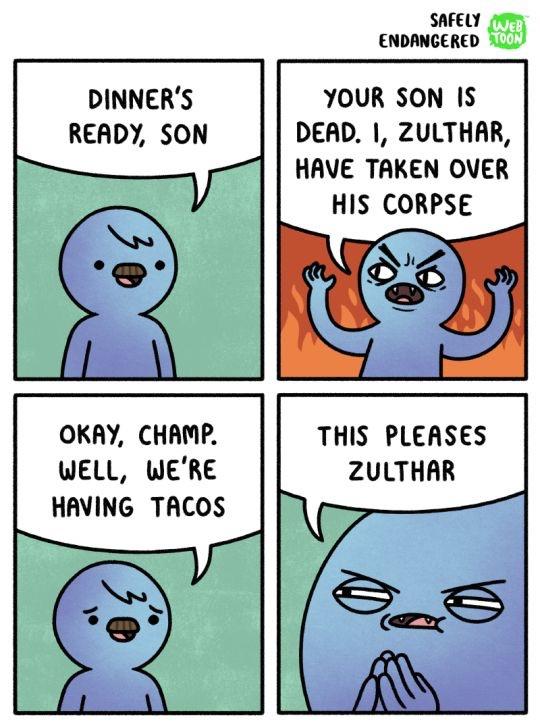 SAFELY
ENDANGERED
WEB
TOON
DINNER'S
READY, SON
YOUR SON IS
DEAD. I, ZULTHAR,
HAVE TAKEN OVER
HIS CORPSE
OKAY, CHAMP.
WELL, WE'RE
HAVING TACOS
THIS PLEASES
ZULTHAR